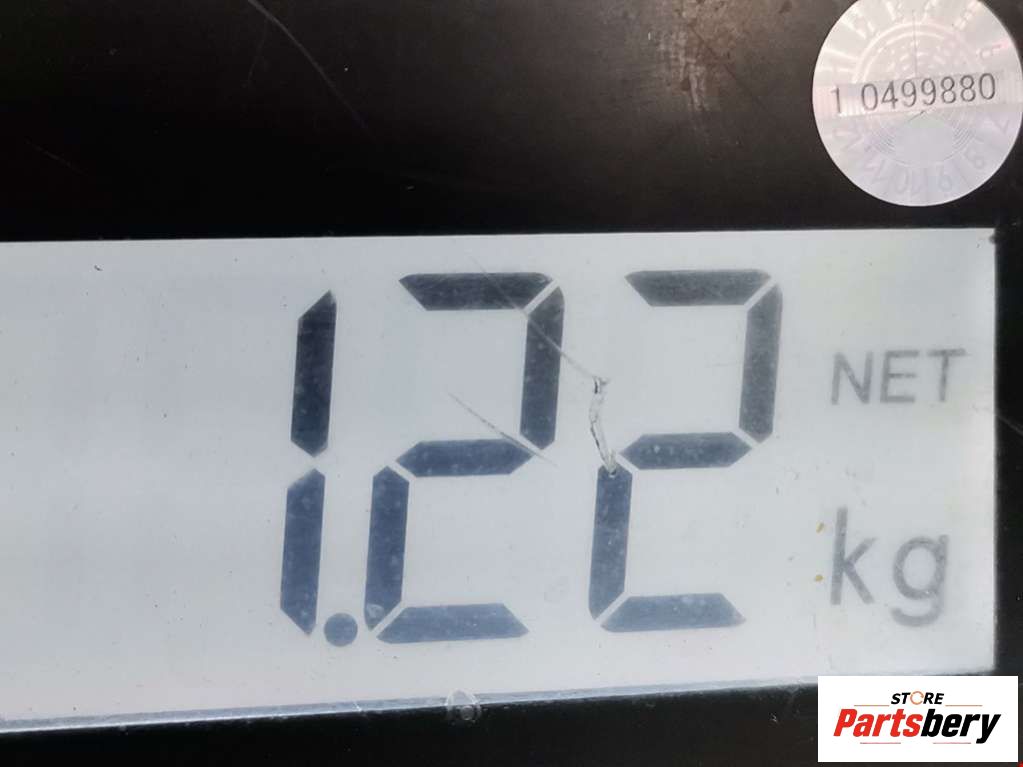 1 0499880
1.22
NET
kg
STORE
Partsbery